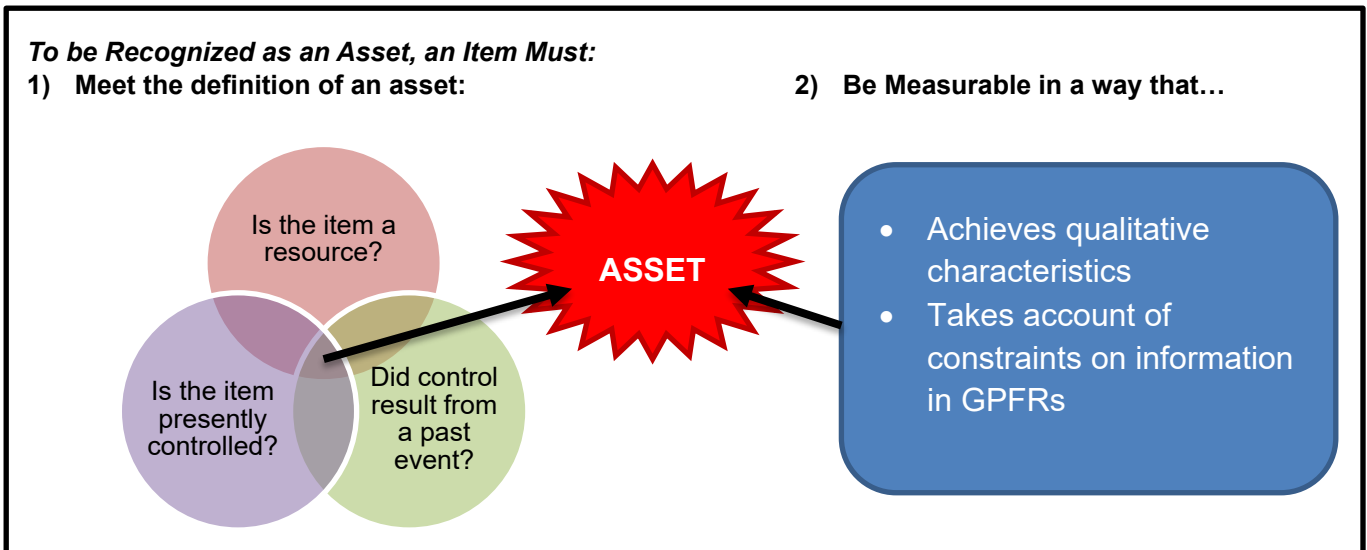 To be Recognized as an Asset, an Item Must:
1) Meet the definition of an asset:
2) Be Measurable in a way that…
Is the item a
resource?
Is the item
presently
controlled?
Did control
result from
a past
event?
ASSET
• Achieves qualitative
characteristics
• Takes account of
constraints on information
in GPFRs